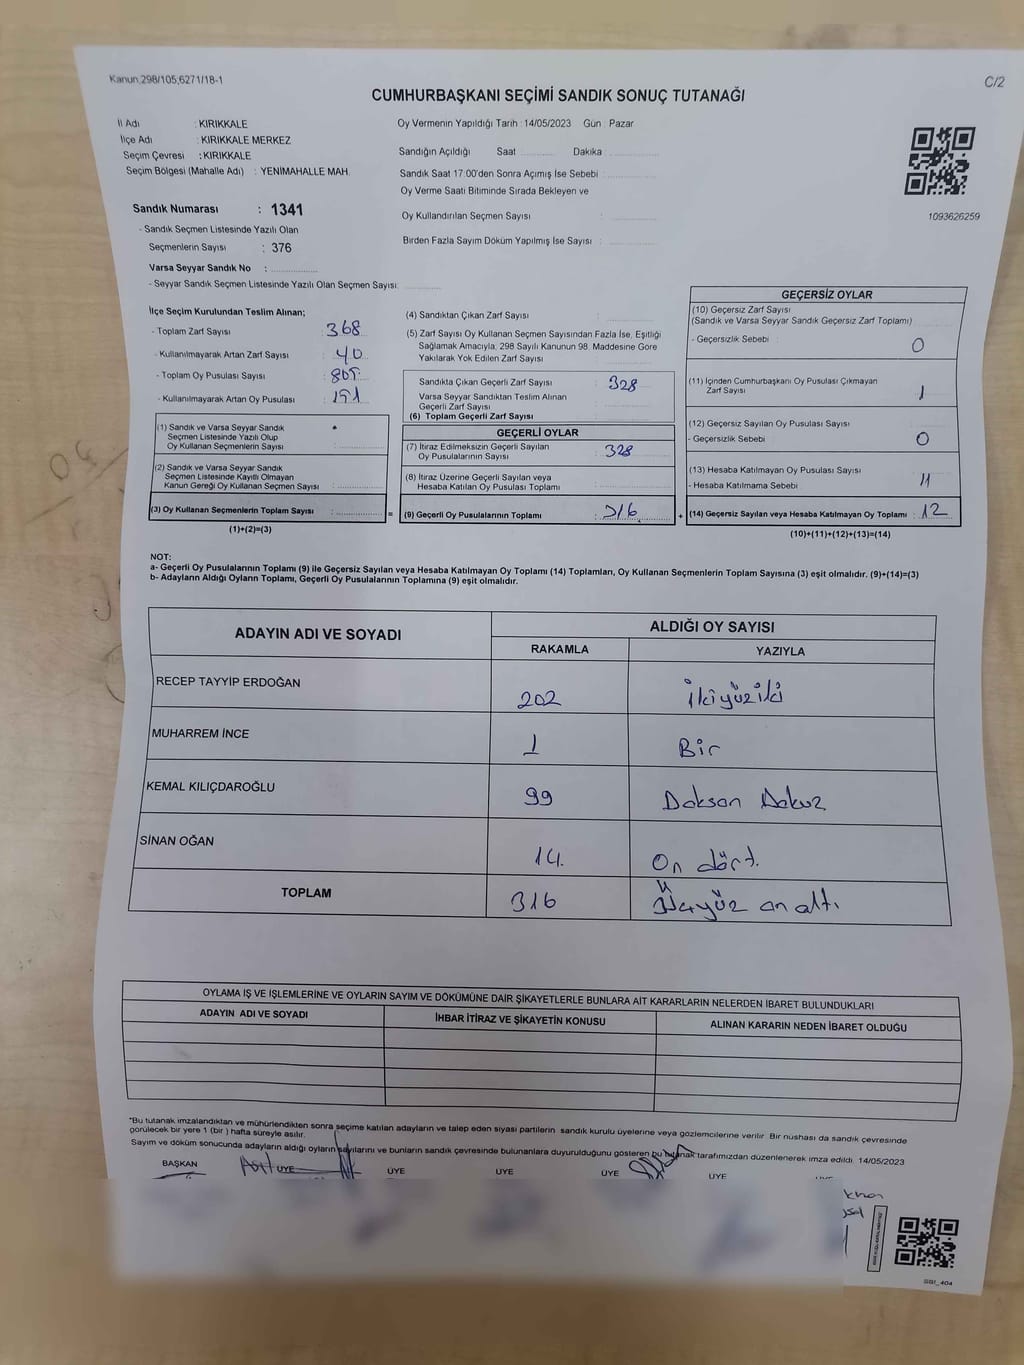 Kanun,298/105,6271/18-1
C/2
CUMHURBAŞKANI SEÇİMİ SANDIK SONUÇ TUTANAĞI
İl Adı : KIRIKKALE
İlçe Adı : KIRIKKALE MERKEZ
Seçim Çevresi : KIRIKKALE
Seçim Bölgesi (Mahalle Adı) : YENİMAHALLE MAH.
Sandık Numarası : 1341
- Sandık Seçmen Listesinde Yazılı Olan
Seçmenlerin Sayısı : 376
Varsa Seyyar Sandık No :
- Seyyar Sandık Seçmen Listesinde Yazılı Olan Seçmen Sayısı:
Oy Vermenin Yapıldığı Tarih : 14/05/2023 Gün : Pazar
Sandığın Açıldığı Saat Dakika
Sandık Saat 17:00'den Sonra Açımış İse Sebebi :
Oy Verme Saati Bitiminde Sırada Bekleyen ve
Oy Kullandırılan Seçmen Sayısı :
Birden Fazla Sayım Döküm Yapılmış İse Sayısı :
1093626259
İlçe Seçim Kurulundan Teslim Alınan;
- Toplam Zarf Sayısı : 368
- Kullanılmayarak Artan Zarf Sayısı : 40
- Toplam Oy Pusulası Sayısı :
- Kullanılmayarak Artan Oy Pusulası :
(1) Sandık ve Varsa Seyyar Sandık
Seçmen Listesinde Yazılı Olup
Oy Kullanan Seçmenlerin Sayısı :
(2) Sandık ve Varsa Seyyar Sandık
Seçmen Listesinde Kayıtlı Olmayan
Kanun Gereği Oy Kullanan Seçmen Sayısı :
(3) Oy Kullanan Seçmenlerin Toplam Sayısı :
(1)+(2)=(3)
(4) Sandıktan Çıkan Zarf Sayısı :
(5) Zarf Sayısı Oy Kullanan Seçmen Sayısından Fazla İse, Eşitliği
Sağlamak Amacıyla, 298 Sayılı Kanunun 98. Maddesine Göre
Yakılarak Yok Edilen Zarf Sayısı :
Sandıkta Çıkan Geçerli Zarf Sayısı : 328
Varsa Seyyar Sandıktan Teslim Alınan
Geçerli Zarf Sayısı :
(6) Toplam Geçerli Zarf Sayısı :
GEÇERLİ OYLAR
(7) İtiraz Edilmeksizin Geçerli Sayılan
Oy Pusulalarının Sayısı : 328
(8) İtiraz Üzerine Geçerli Sayılan veya
Hesaba Katılan Oy Pusulası Toplamı :
= (9) Geçerli Oy Pusulalarının Toplamı : 316
GEÇERSİZ OYLAR
(10) Geçersiz Zarf Sayısı
(Sandık ve Varsa Seyyar Sandık Geçersiz Zarf Toplamı)
- Geçersizlik Sebebi : 0
(11) İçinden Cumhurbaşkanı Oy Pusulası Çıkmayan
Zarf Sayısı : 1
(12) Geçersiz Sayılan Oy Pusulası Sayısı
- Geçersizlik Sebebi : 0
(13) Hesaba Katılmayan Oy Pusulası Sayısı
- Hesaba Katılmama Sebebi : 11
+ (14) Geçersiz Sayılan veya Hesaba Katılmayan Oy Toplamı : 12
(10)+(11)+(12)+(13)=(14)
NOT:
a- Geçerli Oy Pusulalarının Toplamı (9) ile Geçersiz Sayılan veya Hesaba Katılmayan Oy Toplamı (14) Toplamları, Oy Kullanan Seçmenlerin Toplam Sayısına (3) eşit olmalıdır. (9)+(14)=(3)
b- Adayların Aldığı Oyların Toplamı, Geçerli Oy Pusulalarının Toplamına (9) eşit olmalıdır.
ADAYIN ADI VE SOYADI
ALDIĞI OY SAYISI
RAKAMLA YAZIYLA
RECEP TAYYİP ERDOĞAN 202 İkiyüziki
MUHARREM İNCE 1 Bir
KEMAL KILIÇDAROĞLU 99 Doksan dokuz
SİNAN OĞAN 14. On dört.
TOPLAM 316 Üçyüz on altı
OYLAMA İŞ VE İŞLEMLERİNE VE OYLARIN SAYIM VE DÖKÜMÜNE DAİR ŞİKAYETLERLE BUNLARA AİT KARARLARIN NELERDEN İBARET BULUNDUKLARI
ADAYIN ADI VE SOYADI İHBAR İTİRAZ VE ŞİKAYETİN KONUSU ALINAN KARARIN NEDEN İBARET OLDUĞU
*Bu tutanak imzalandıktan ve mühürlendikten sonra seçime katılan adayların ve talep eden siyasi partilerin sandık kurulu üyelerine veya gözlemcilerine verilir. Bir nüshası da sandık çevresinde
görülecek bir yere 1 (bir ) hafta süreyle asılır.
Sayım ve döküm sonucunda adayların aldığı oyların sayılarını ve bunların sandık çevresinde bulunanlara duyurulduğunu gösteren bu tutanak tarafımızdan düzenlenerek imza edildi. 14/05/2023
BAŞKAN ÜYE ÜYE ÜYE ÜYE ÜYE ÜYE
SBİ_404